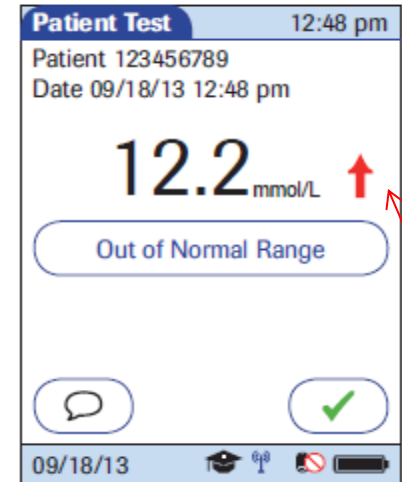 Patient Test 12:48 pm
Patient 123456789
Date 09/18/13 12:48 pm
12.2 mmol/L
Out of Normal Range
09/18/13